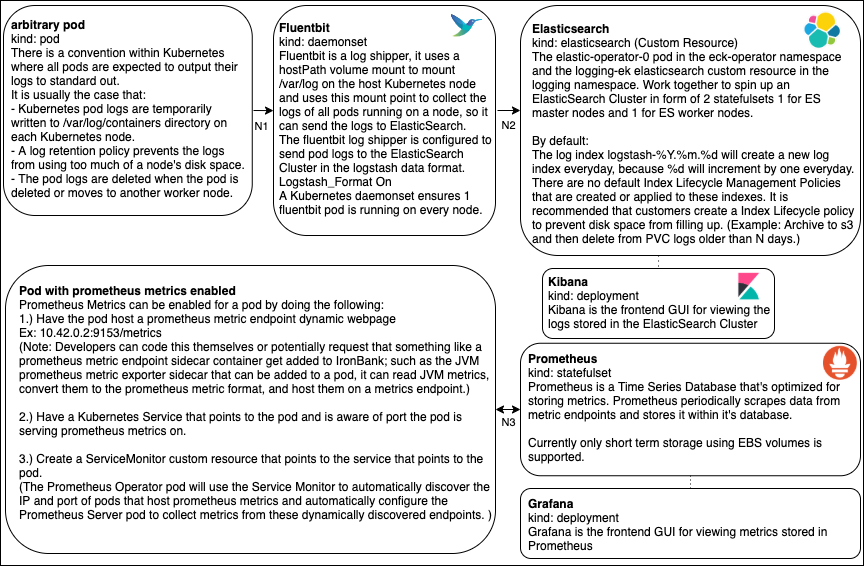 arbitrary pod
kind: pod
There is a convention within Kubernetes
where all pods are expected to output their
logs to standard out.
It is usually the case that:
- Kubernetes pod logs are temporarily
written to /var/log/containers directory on
each Kubernetes node.
- A log retention policy prevents the logs
from using too much of a node's disk space.
- The pod logs are deleted when the pod is
deleted or moves to another worker node.
N1
Fluentbit
kind: daemonset
Fluentbit is a log shipper, it uses a
hostPath volume mount to mount
/var/log on the host Kubernetes node
and uses this mount point to collect the
logs of all pods running on a node, so it
can send the logs to ElasticSearch.
The fluentbit log shipper is configured to
send pod logs to the ElasticSearch
Cluster in the logstash data format.
Logstash_Format On
A Kubernetes daemonset ensures 1
fluentbit pod is running on every node.
N2
Elasticsearch
kind: elasticsearch (Custom Resource)
The elastic-operator-0 pod in the eck-operator namespace
and the logging-ek elasticsearch custom resource in the
logging namespace. Work together to spin up an
ElasticSearch Cluster in form of 2 statefulsets 1 for ES
master nodes and 1 for ES worker nodes.
By default:
The log index logstash-%Y.%m.%d will create a new log
index everyday, because %d will increment by one everyday.
There are no default Index Lifecycle Management Policies
that are created or applied to these indexes. It is
recommended that customers create a Index Lifecycle policy
to prevent disk space from filling up. (Example: Archive to s3
and then delete from PVC logs older than N days.)
Kibana
kind: deployment
Kibana is the frontend GUI for viewing the
logs stored in the ElasticSearch Cluster
Pod with prometheus metrics enabled
Prometheus Metrics can be enabled for a pod by doing the following:
1.) Have the pod host a prometheus metric endpoint dynamic webpage
Ex: 10.42.0.2:9153/metrics
(Note: Developers can code this themselves or potentially request that something like a
prometheus metric endpoint sidecar container get added to IronBank; such as the JVM
prometheus metric exporter sidecar that can be added to a pod, it can read JVM metrics,
convert them to the prometheus metric format, and host them on a metrics endpoint.)
2.) Have a Kubernetes Service that points to the pod and is aware of port the pod is
serving prometheus metrics on.
3.) Create a ServiceMonitor custom resource that points to the service that points to the
pod.
(The Prometheus Operator pod will use the Service Monitor to automatically discover the
IP and port of pods that host prometheus metrics and automatically configure the
Prometheus Server pod to collect metrics from these dynamically discovered endpoints. )
N3
Prometheus
kind: statefulset
Prometheus is a Time Series Database that's optimized for
storing metrics. Prometheus periodically scrapes data from
metric endpoints and stores it within it's database.
Currently only short term storage using EBS volumes is
supported.
Grafana
kind: deployment
Grafana is the frontend GUI for viewing metrics stored in
Prometheus